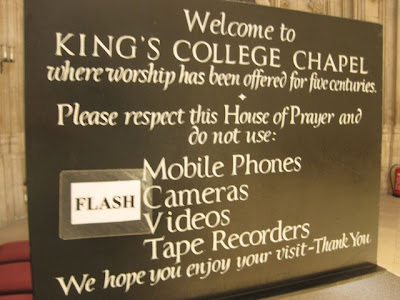 Welcome to
KING'S COLLEGE CHAPEL
where worship has been offered for five centuries.
Please respect this House of Prayer and
do not use:
Mobile Phones
FLASH Cameras
Videos
Tape Recorders
We hope you enjoy your visit - Thank You